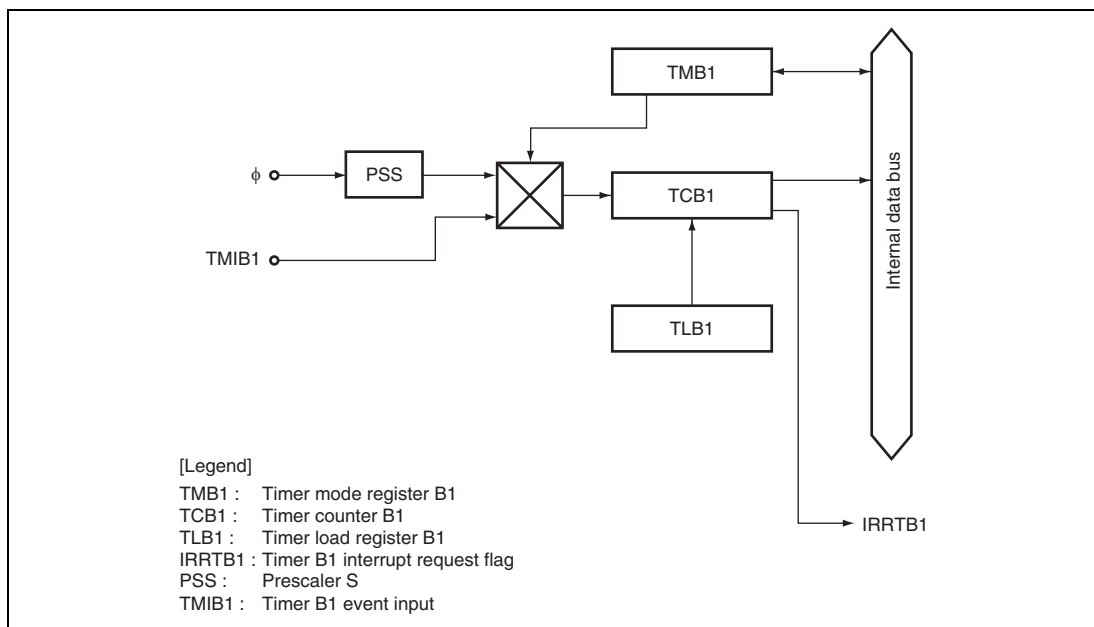 TMB1
φ
PSS
TCB1
TMIB1
TLB1
Internal data bus
IRRTB1
[Legend]
TMB1 : Timer mode register B1
TCB1 : Timer counter B1
TLB1 : Timer load register B1
IRRTB1 : Timer B1 interrupt request flag
PSS : Prescaler S
TMIB1 : Timer B1 event input